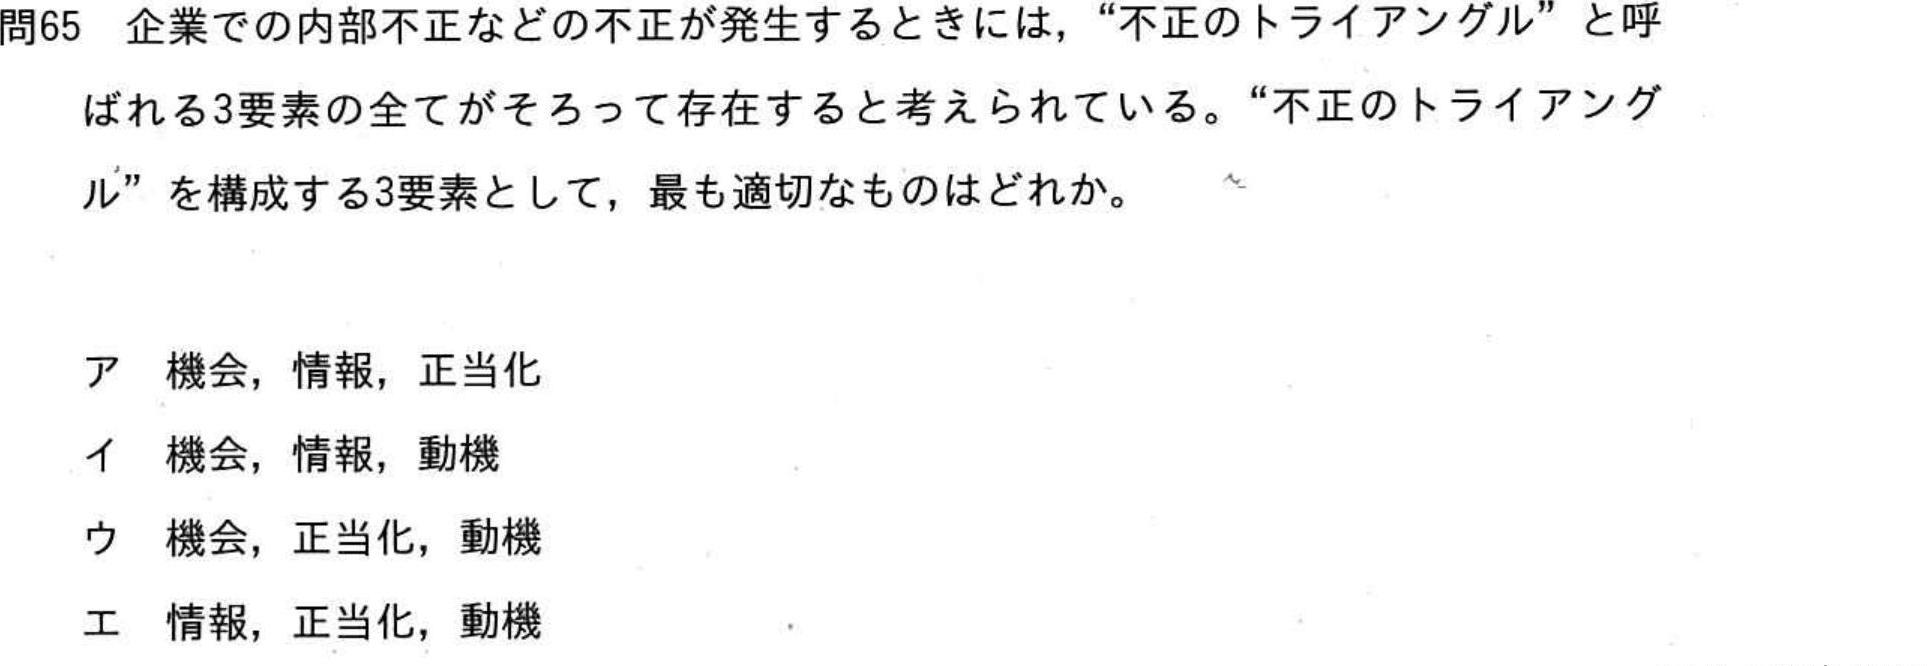 問65 企業での内部不正などの不正が発生するときには，“不正のトライアングル”と呼
ばれる3要素の全てがそろって存在すると考えられている。“不正のトライアング
ル”を構成する3要素として，最も適切なものはどれか。
ア 機会，情報，正当化
イ 機会，情報，動機
ウ 機会，正当化，動機
エ 情報，正当化，動機